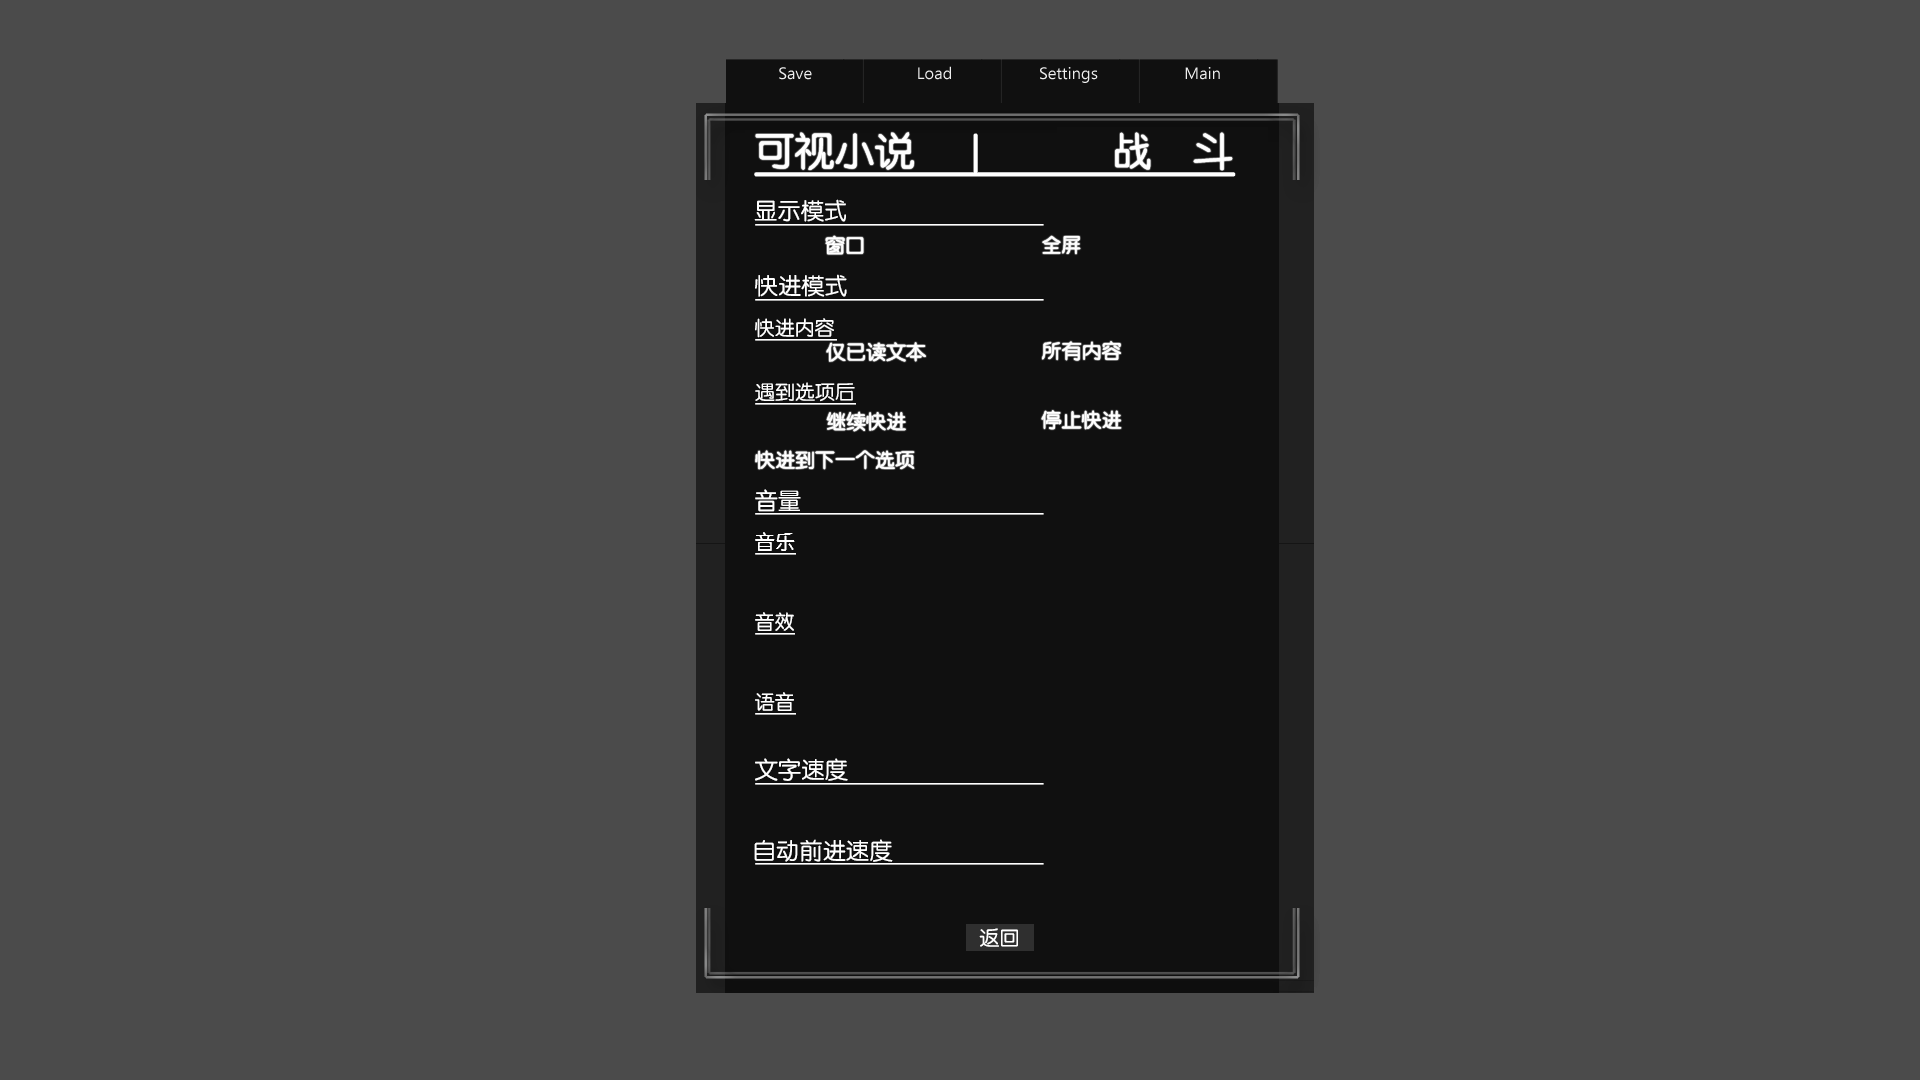 Save Load Settings Main
可视小说 | 战 斗
显示模式
窗口 全屏
快进模式
快进内容
仅已读文本 所有内容
遇到选项后
继续快进 停止快进
快进到下一个选项
音量
音乐
音效
语音
文字速度
自动前进速度
返回